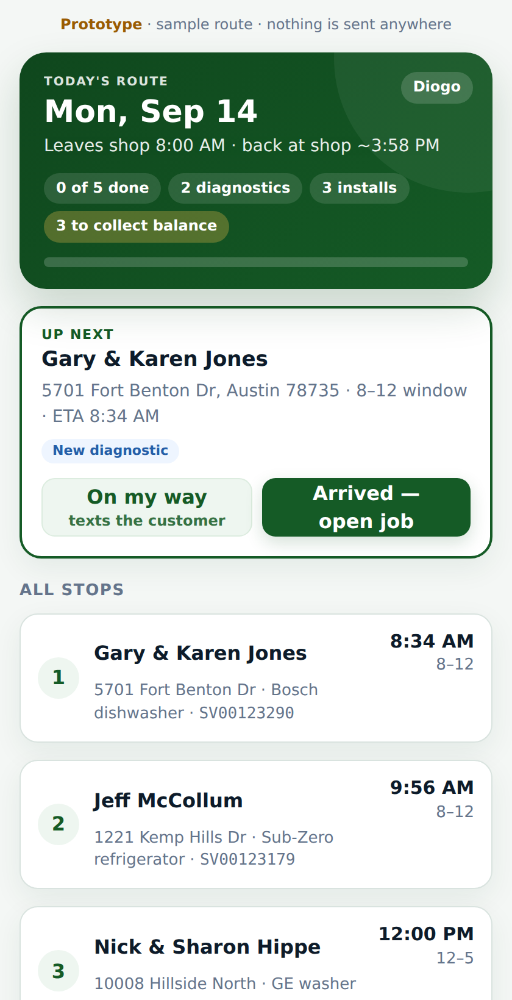 Prototype · sample route · nothing is sent anywhere
TODAY'S ROUTE
Diogo
Mon, Sep 14
Leaves shop 8:00 AM · back at shop ~3:58 PM
0 of 5 done
2 diagnostics
3 installs
3 to collect balance
UP NEXT
Gary & Karen Jones
5701 Fort Benton Dr, Austin 78735 · 8–12 window
· ETA 8:34 AM
New diagnostic
On my way
texts the customer
Arrived —
open job
ALL STOPS
1
Gary & Karen Jones
8:34 AM
8–12
5701 Fort Benton Dr · Bosch
dishwasher · SV00123290
2
Jeff McCollum
9:56 AM
8–12
1221 Kemp Hills Dr · Sub-Zero
refrigerator · SV00123179
3
Nick & Sharon Hippe
12:00 PM
12–5
10008 Hillside North · GE washer